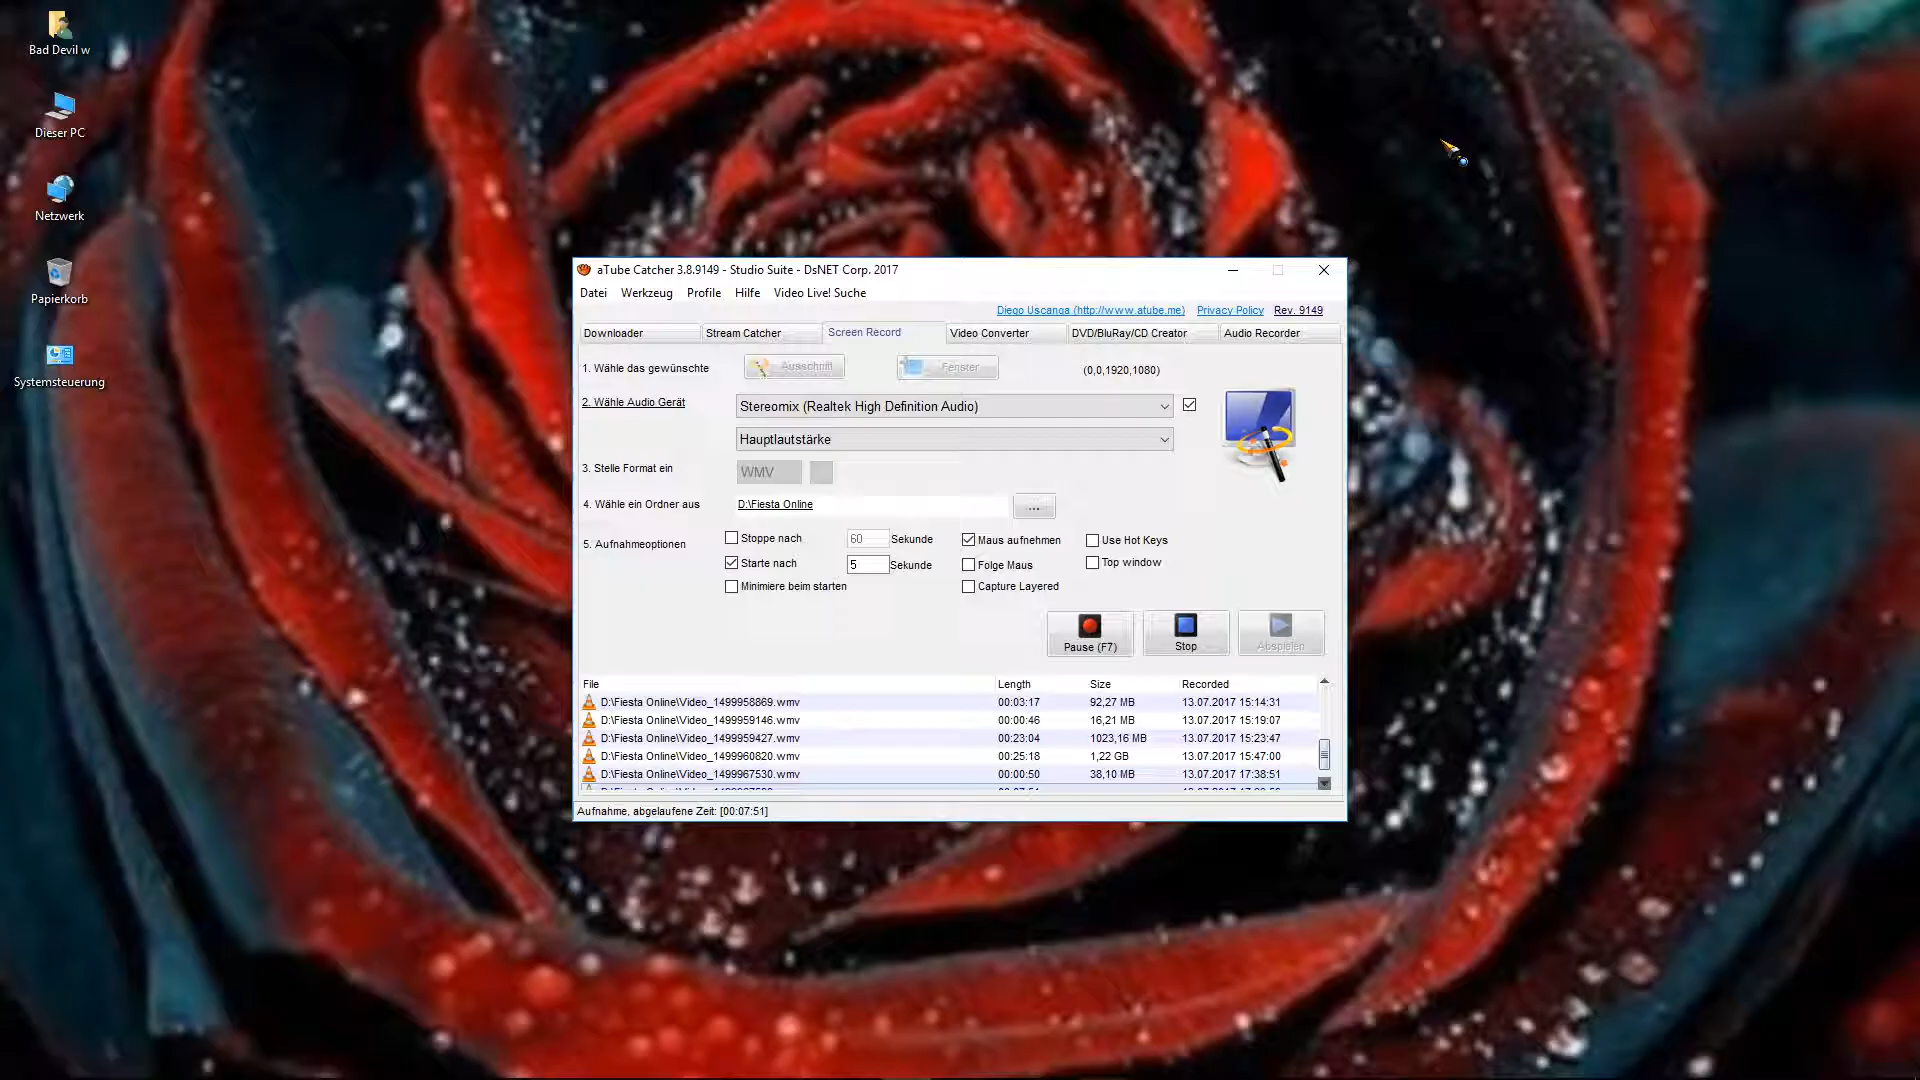 Bad Devil w
Dieser PC
Netzwerk
Papierkorb
Systemsteuerung
aTube Catcher 3.8.9149 - Studio Suite - DsNET Corp. 2017
Datei Werkzeug Profile Hilfe Video Live! Suche
Diego Uscanga (http://www.atube.me) Privacy Policy Rev. 9149
Downloader Stream Catcher Screen Record Video Converter DVD/BluRay/CD Creator Audio Recorder
1. Wähle das gewünschte Ausschnitt Fenster (0,0,1920,1080)
2. Wähle Audio Gerät Stereomix (Realtek High Definition Audio)
Hauptlautstärke
3. Stelle Format ein WMV
4. Wähle ein Ordner aus D:\Fiesta Online ...
5. Aufnahmeoptionen Stoppe nach 60 Sekunde Maus aufnehmen Use Hot Keys
Starte nach 5 Sekunde Folge Maus Top window
Minimiere beim starten Capture Layered
Pause (F7) Stop Abspielen
File Length Size Recorded
D:\Fiesta Online\Video_1499958869.wmv 00:03:17 92,27 MB 13.07.2017 15:14:31
D:\Fiesta Online\Video_1499959146.wmv 00:00:46 16,21 MB 13.07.2017 15:19:07
D:\Fiesta Online\Video_1499959427.wmv 00:23:04 1023,16 MB 13.07.2017 15:23:47
D:\Fiesta Online\Video_1499960820.wmv 00:25:18 1,22 GB 13.07.2017 15:47:00
D:\Fiesta Online\Video_1499967530.wmv 00:00:50 38,10 MB 13.07.2017 17:38:51
Aufnahme, abgelaufene Zeit: [00:07:51]